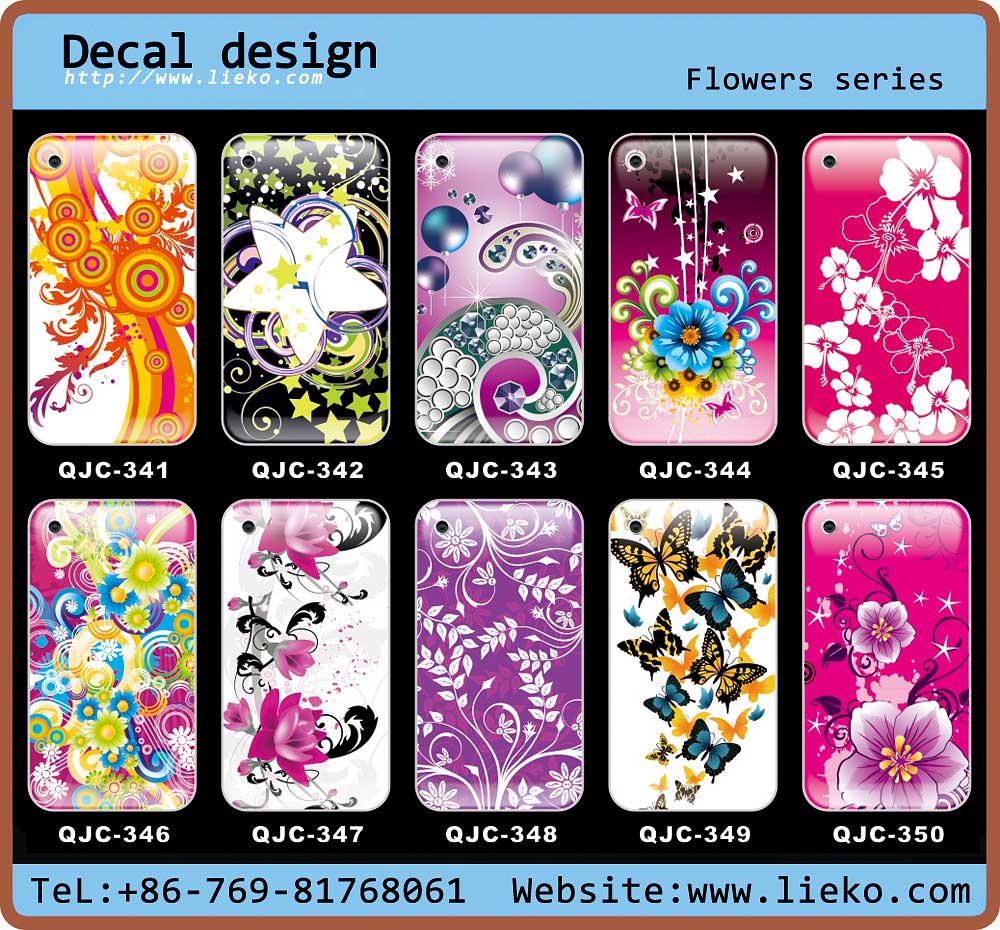 Decal design
http://www.lieko.com
Flowers series
QJC-341 QJC-342 QJC-343 QJC-344 QJC-345
QJC-346 QJC-347 QJC-348 QJC-349 QJC-350
TeL:+86-769-81768061 Website:www.lieko.com